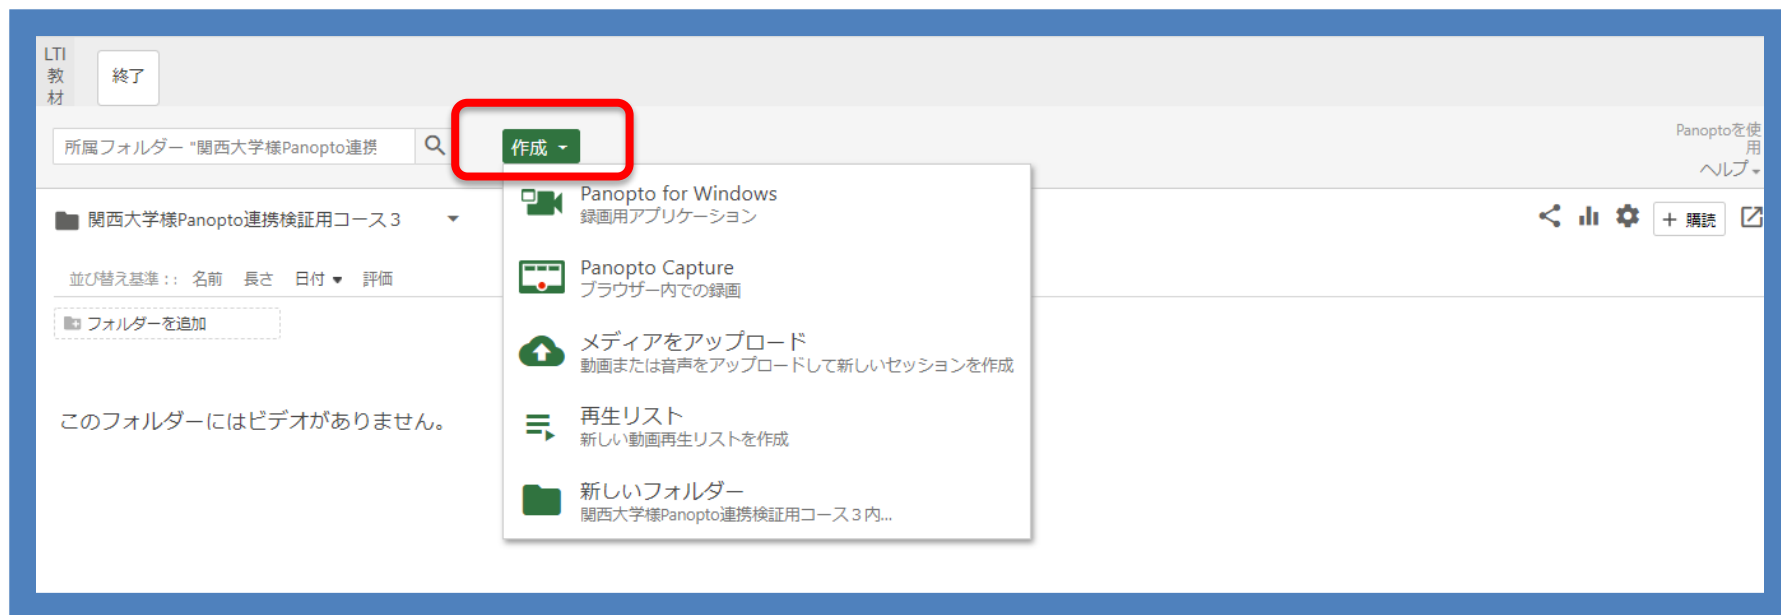 LTI
教
材
終了
所属フォルダー "関西大学様Panopto連携
作成
Panoptoを使
用
ヘルプ
Panopto for Windows
録画用アプリケーション
関西大学様Panopto連携検証用コース３
+ 購読
Panopto Capture
ブラウザー内での録画
並び替え基準：: 名前 長さ 日付 評価
フォルダーを追加
メディアをアップロード
動画または音声をアップロードして新しいセッションを作成
このフォルダーにはビデオがありません。
再生リスト
新しい動画再生リストを作成
新しいフォルダー
関西大学様Panopto連携検証用コース３内...